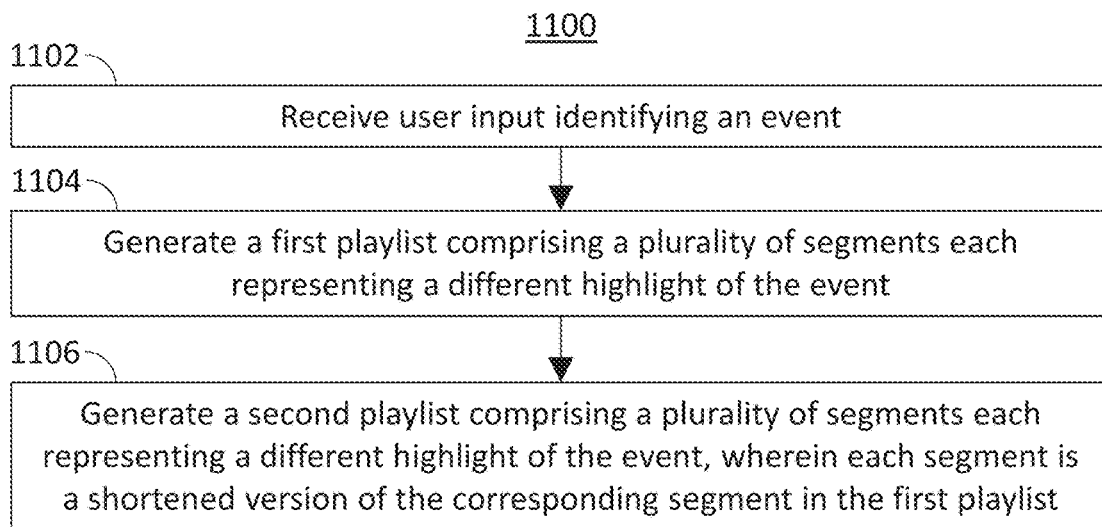 1100
1102
Receive user input identifying an event
1104
Generate a first playlist comprising a plurality of segments each
representing a different highlight of the event
1106
Generate a second playlist comprising a plurality of segments each
representing a different highlight of the event, wherein each segment is
a shortened version of the corresponding segment in the first playlist